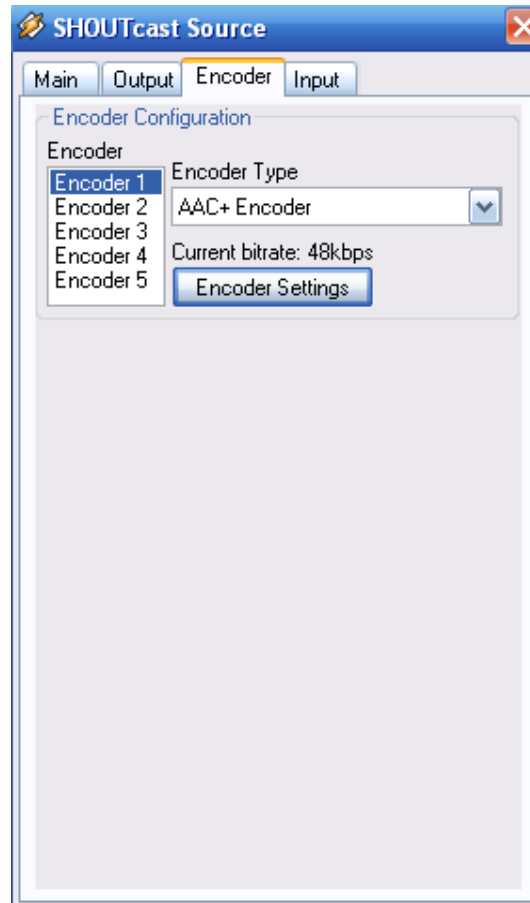 SHOUTcast Source
Main Output Encoder Input
Encoder Configuration
Encoder
Encoder 1
Encoder 2
Encoder 3
Encoder 4
Encoder 5
Encoder Type
AAC+ Encoder
Current bitrate: 48kbps
Encoder Settings